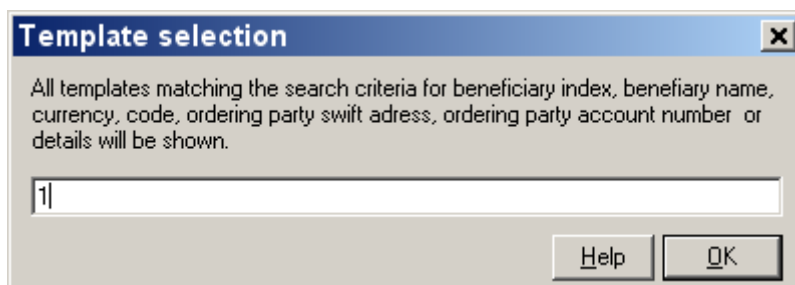 Template selection
All templates matching the search criteria for beneficiary index, benefiary name,
currency, code, ordering party swift adress, ordering party account number or
details will be shown.
1
Help OK